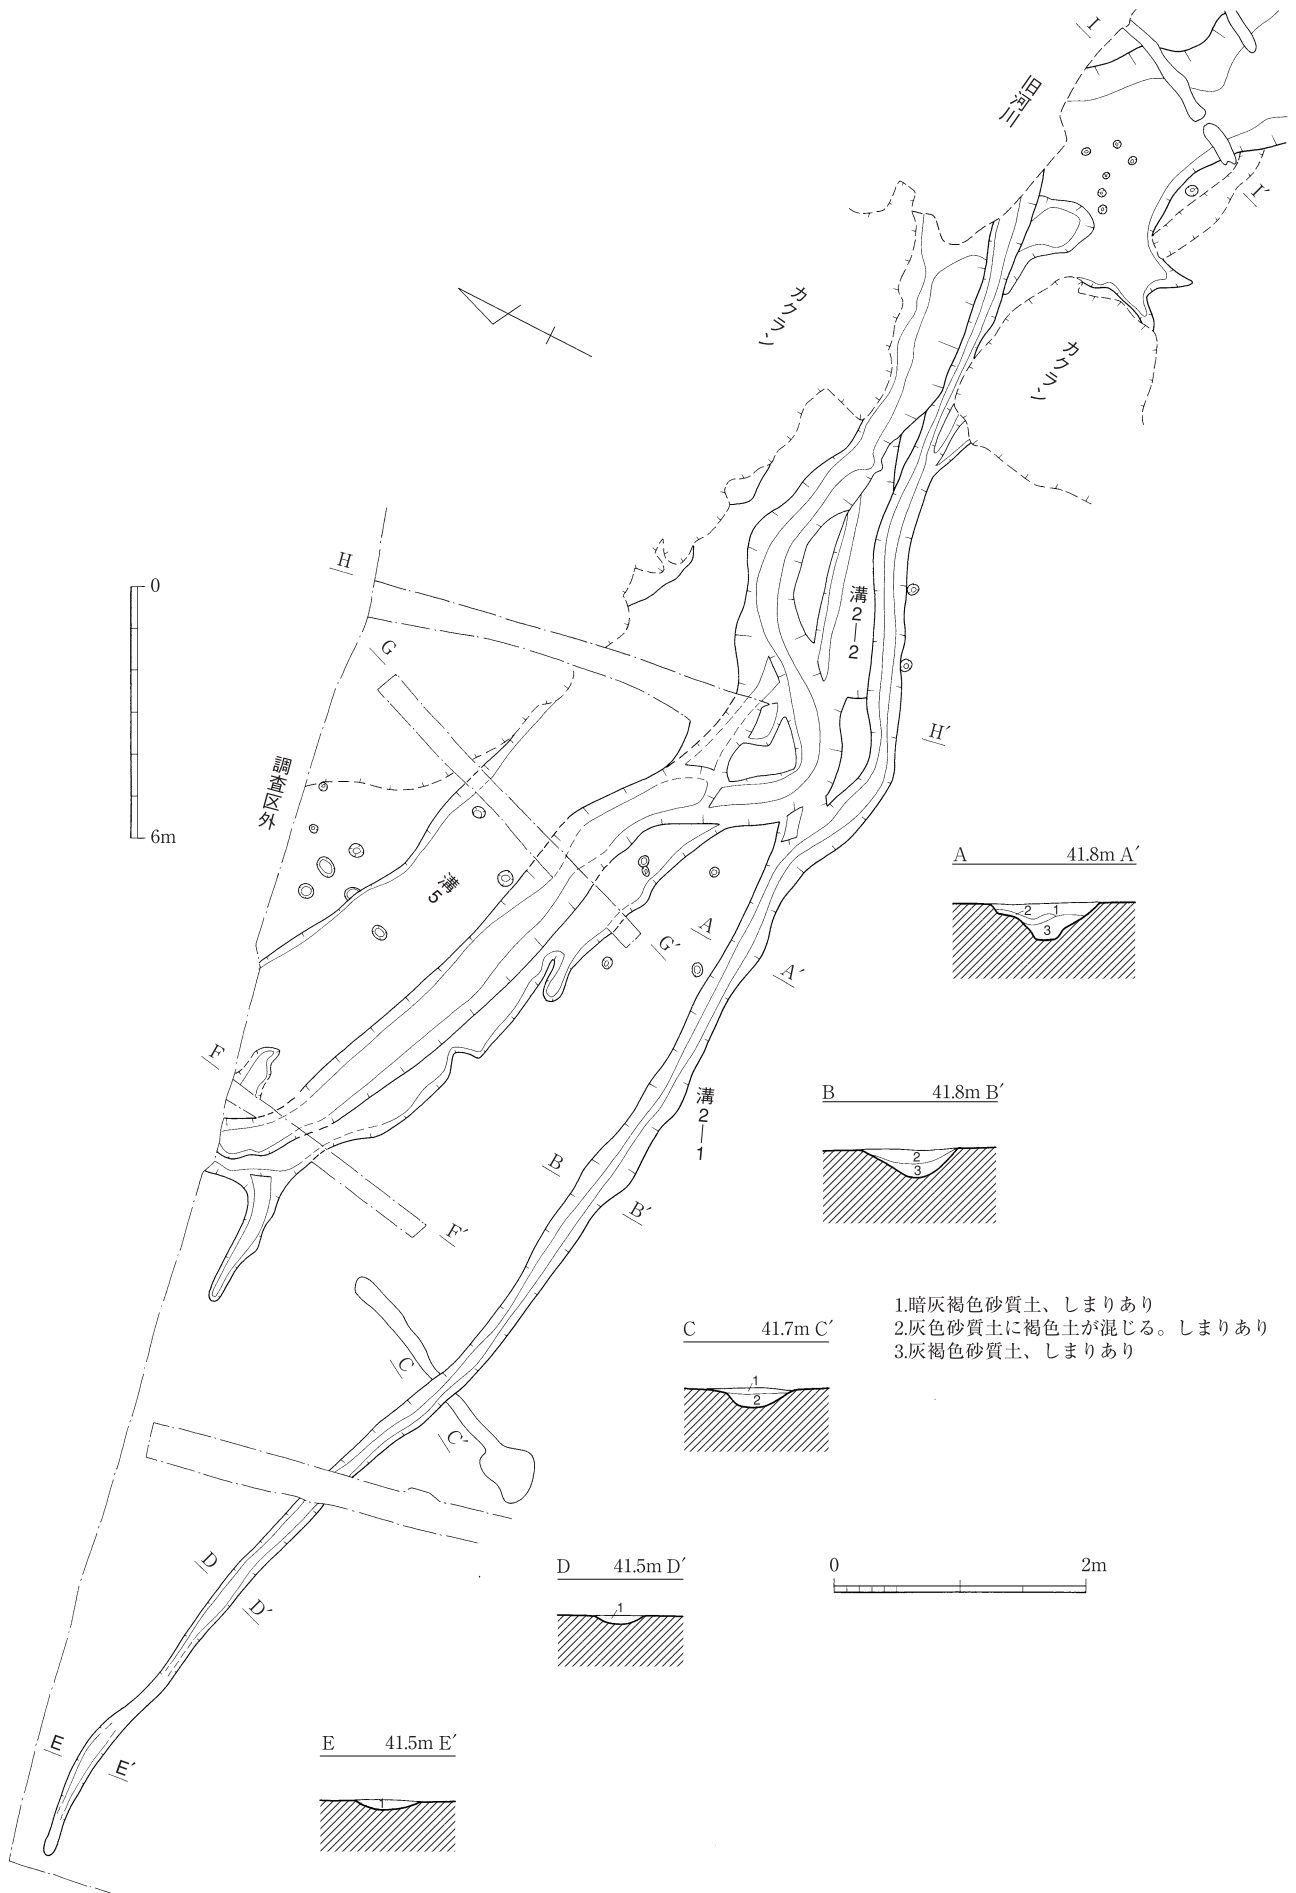 I
旧河川
I′
カクラン
カクラン
H
0
G
溝2―2
H′
調査区外
6m
溝5
A
G′
A′
A 41.8m A′
2 1
3
F
溝2―1
B
B′
F′
B 41.8m B′
2
3
C
C′
C 41.7m C′
1
2
1.暗灰褐色砂質土、しまりあり
2.灰色砂質土に褐色土が混じる。しまりあり
3.灰褐色砂質土、しまりあり
D
D′
D 41.5m D′
1
0 2m
E
E′
E 41.5m E′
1